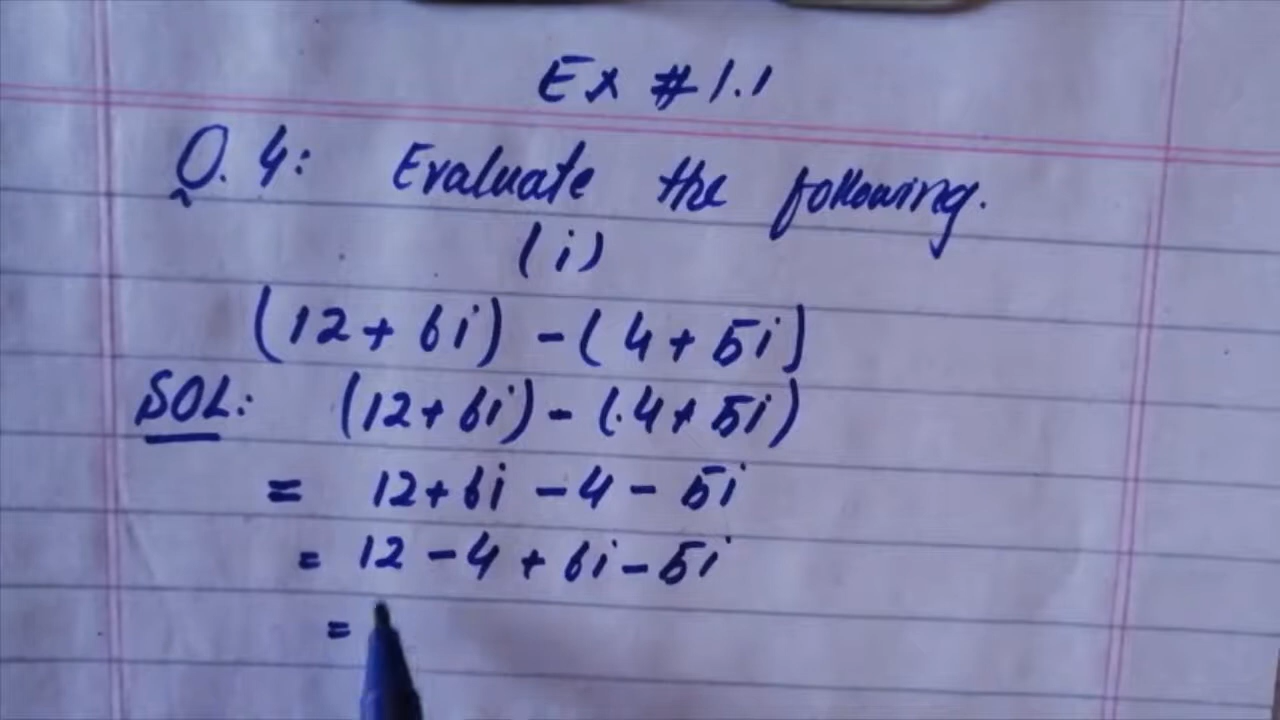 Ex # 1.1
Q. 4: Evaluate the following.
(i)
(12 + 6i) - (4 + 5i)
SOL: (12 + 6i) - (4 + 5i)
= 12 + 6i - 4 - 5i
= 12 - 4 + 6i - 5i
=